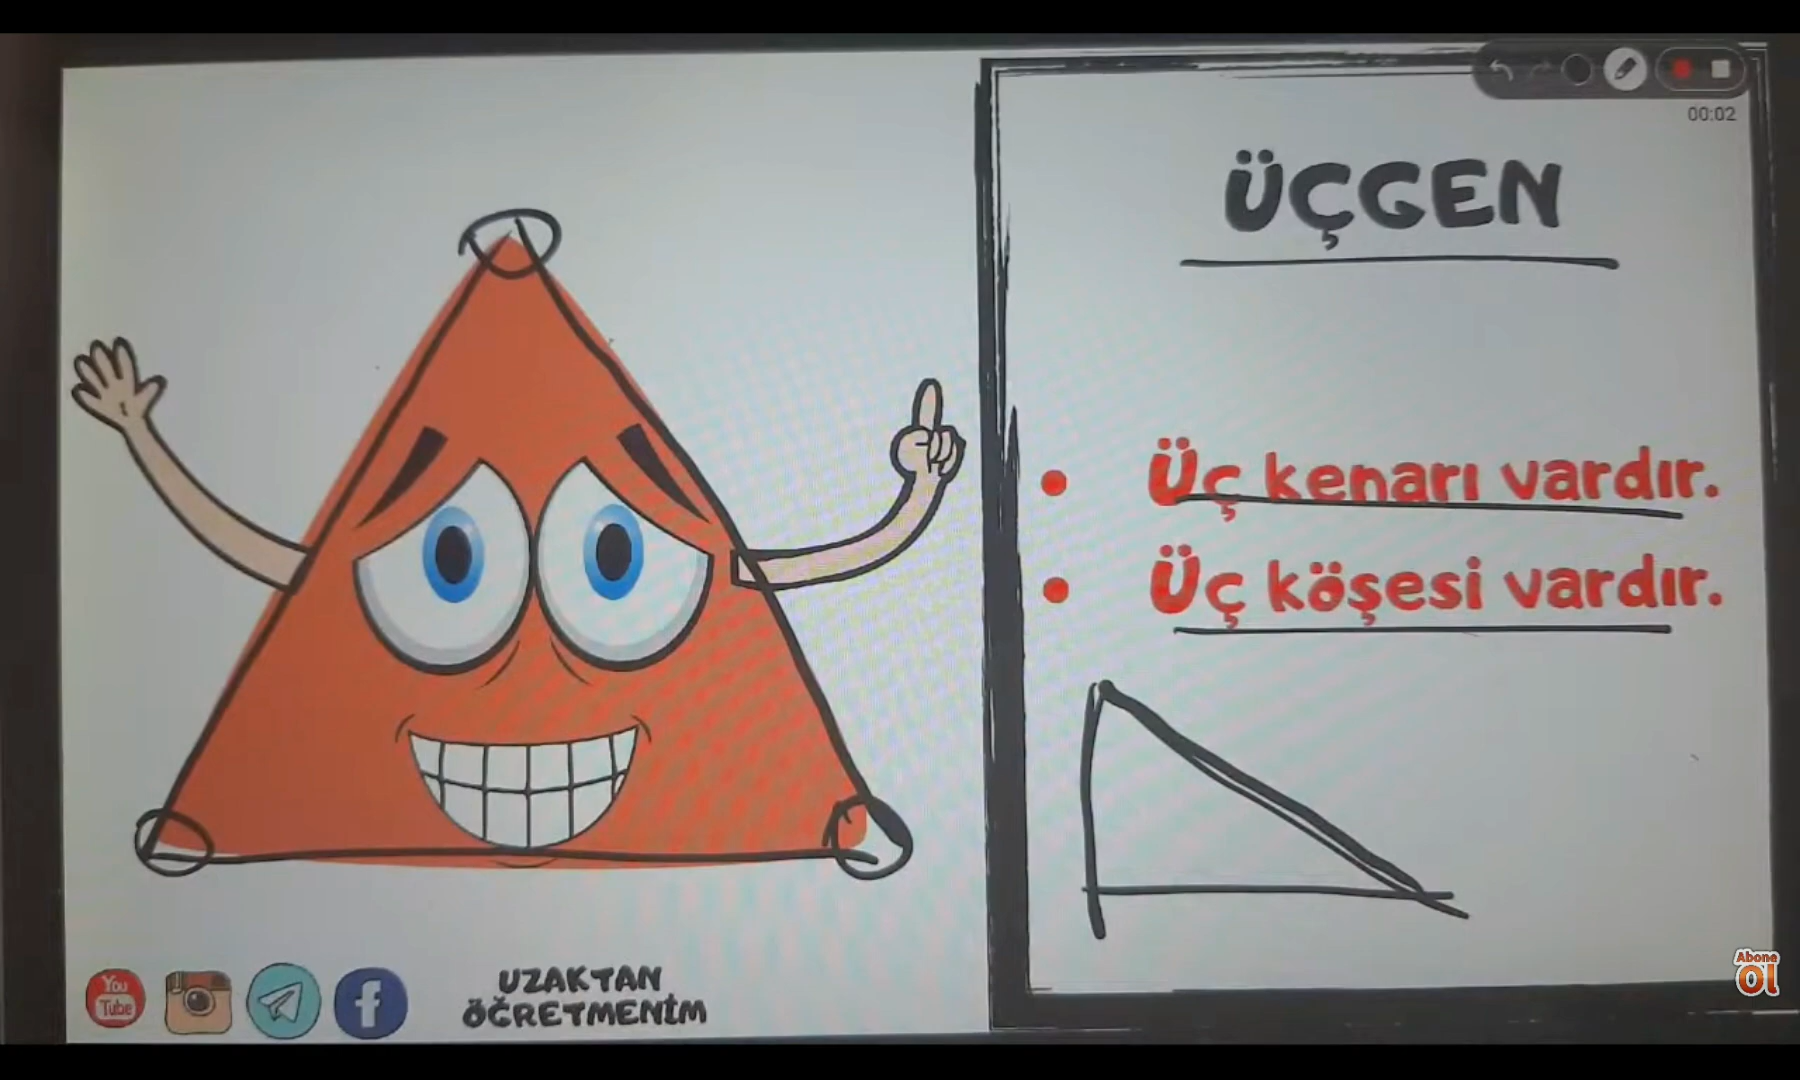 00:02
ÜÇGEN
• Üç kenarı vardır.
• Üç köşesi vardır.
You
Tube
f
UZAKTAN
ÖĞRETMENİM
Abone
Ol